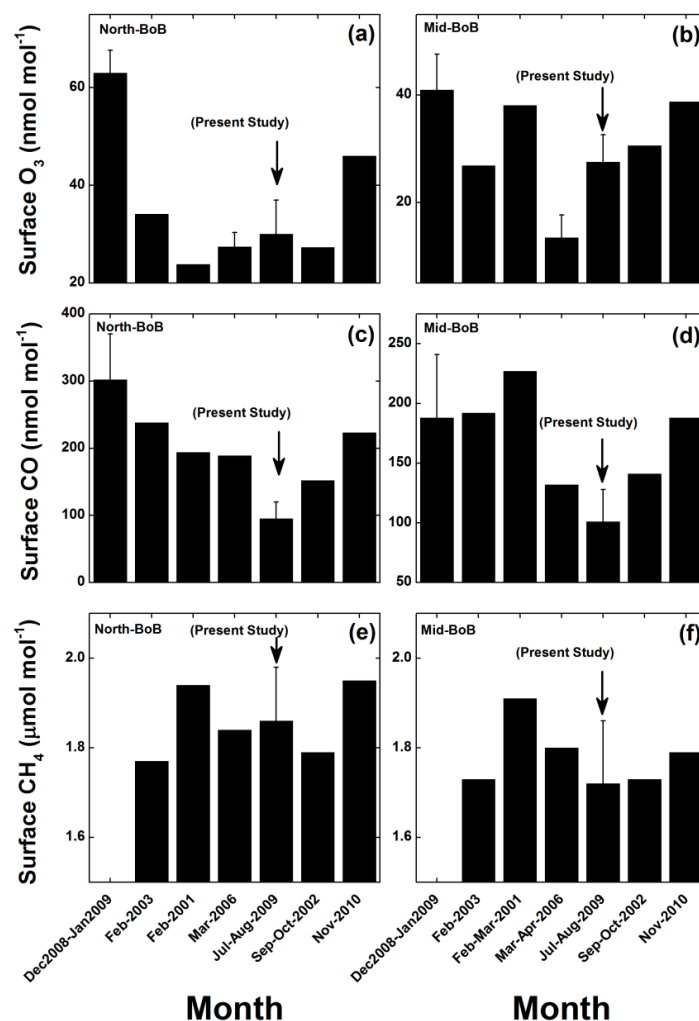 North-BoB
(a)
(Present Study)
Surface O3 (nmol mol-1)
60
40
20
Mid-BoB
(b)
(Present Study)
40
20
North-BoB
(c)
(Present Study)
Surface CO (nmol mol-1)
400
300
200
100
0
Mid-BoB
(d)
(Present Study)
250
200
150
100
50
North-BoB
(e)
(Present Study)
Surface CH4 (µmol mol-1)
2.0
1.8
1.6
Mid-BoB
(f)
(Present Study)
2.0
1.8
1.6
Dec2008-Jan2009
Feb-2003
Feb-2001
Mar-2006
Jul-Aug-2009
Sep-Oct-2002
Nov-2010
Dec2008-Jan2009
Feb-2003
Feb-Mar-2001
Mar-Apr-2006
Jul-Aug-2009
Sep-Oct-2002
Nov-2010
Month
Month